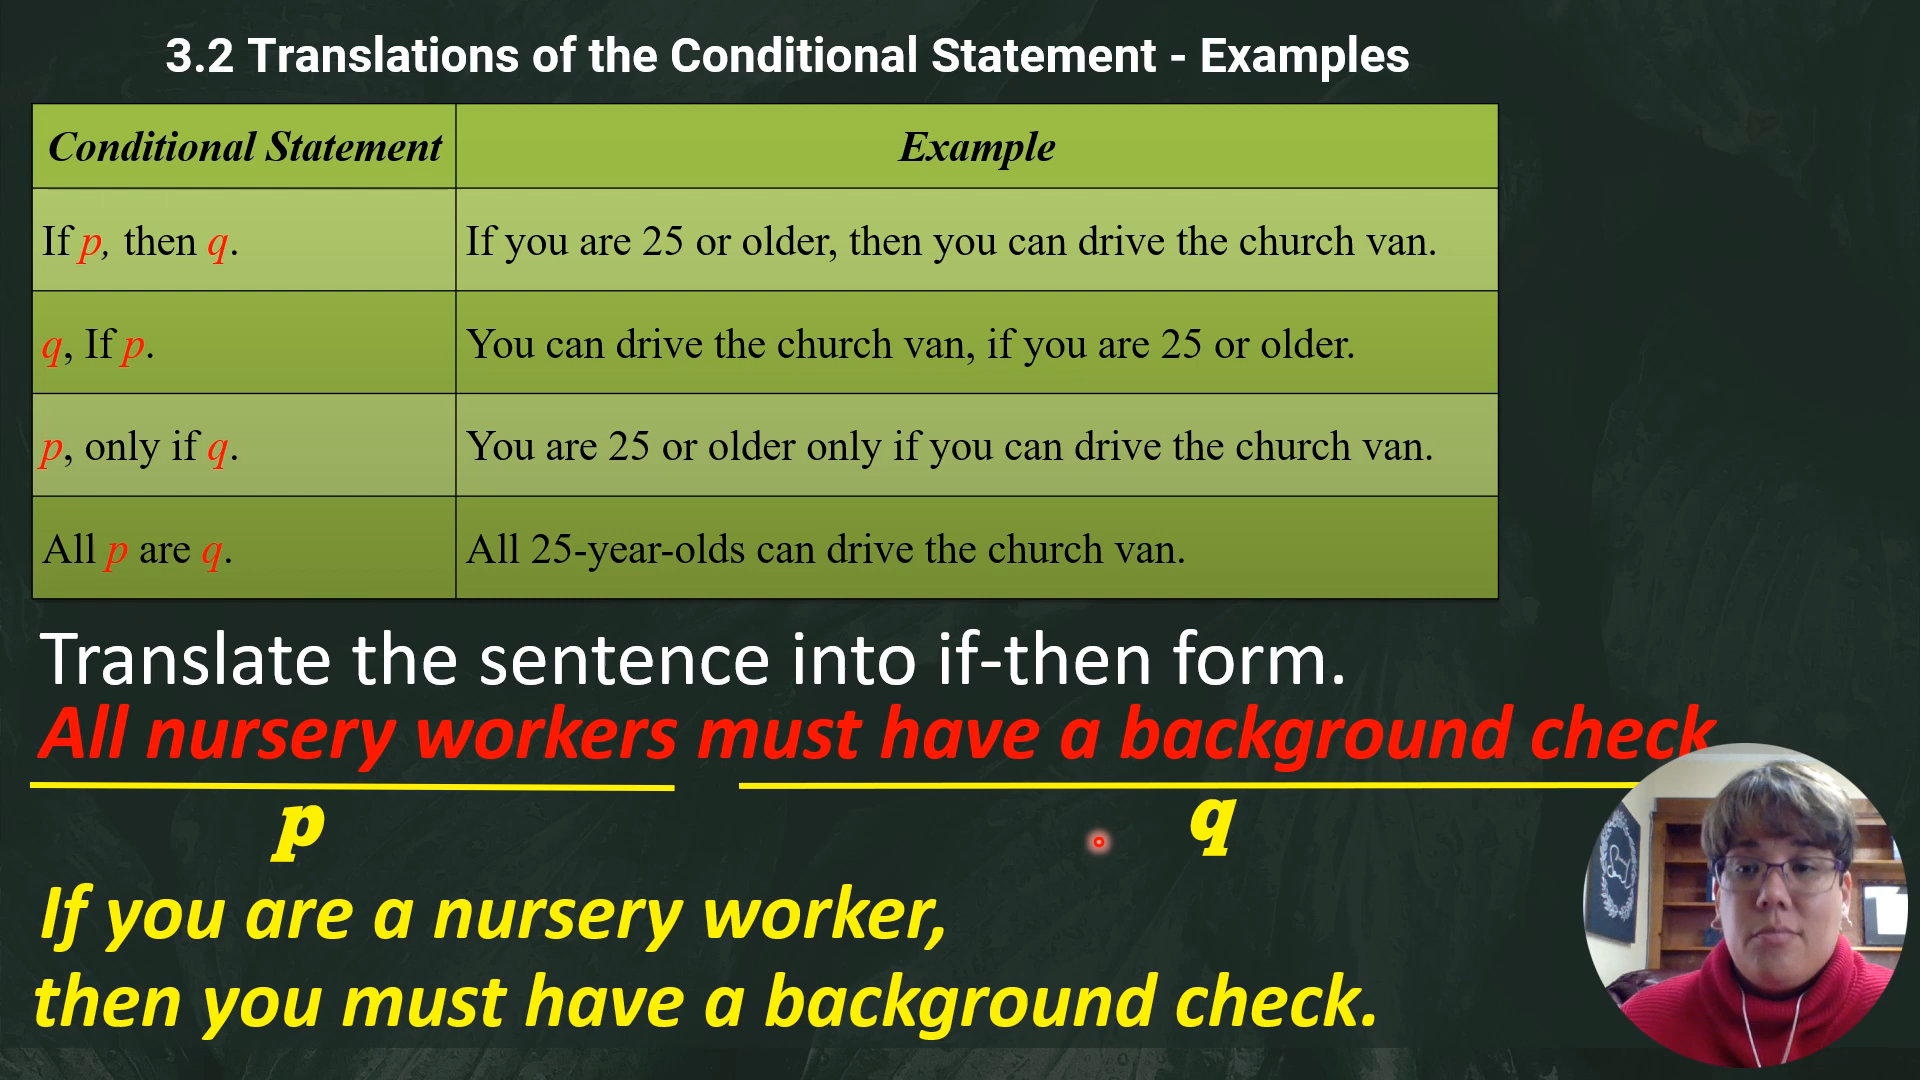 3.2 Translations of the Conditional Statement - Examples
Conditional Statement Example
If p, then q. If you are 25 or older, then you can drive the church van.
q, If p. You can drive the church van, if you are 25 or older.
p, only if q. You are 25 or older only if you can drive the church van.
All p are q. All 25-year-olds can drive the church van.
Translate the sentence into if-then form.
All nursery workers must have a background check
p q
If you are a nursery worker,
then you must have a background check.